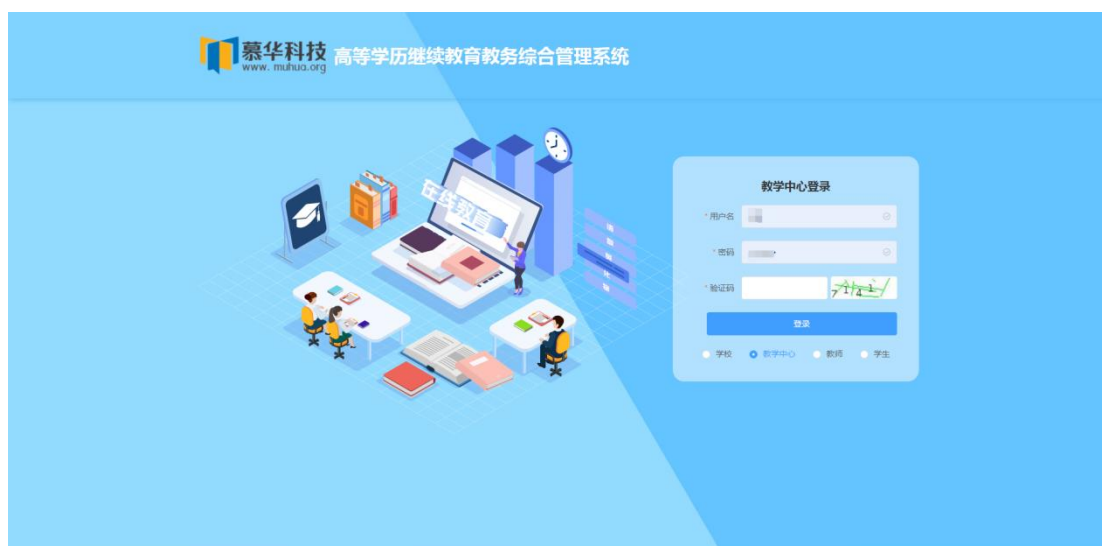 慕华科技
www.muhua.org
高等学历继续教育教务综合管理系统
在线教育
教学中心登录
* 用户名
* 密码
* 验证码
7141
登录
学校 教学中心 教师 学生